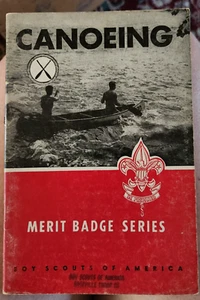 CANOEING
MERIT BADGE SERIES
BOY SCOUTS OF AMERICA